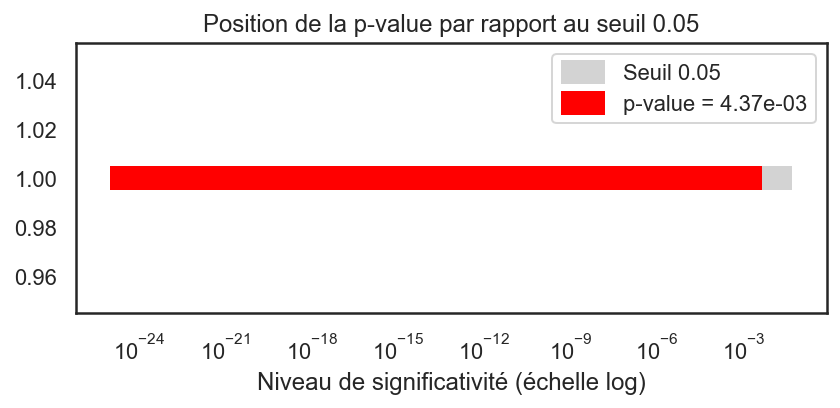 Position de la p-value par rapport au seuil 0.05
Seuil 0.05
p-value = 4.37e-03
1.04
1.02
1.00
0.98
0.96
10⁻²⁴ 10⁻²¹ 10⁻¹⁸ 10⁻¹⁵ 10⁻¹² 10⁻⁹ 10⁻⁶ 10⁻³
Niveau de significativité (échelle log)